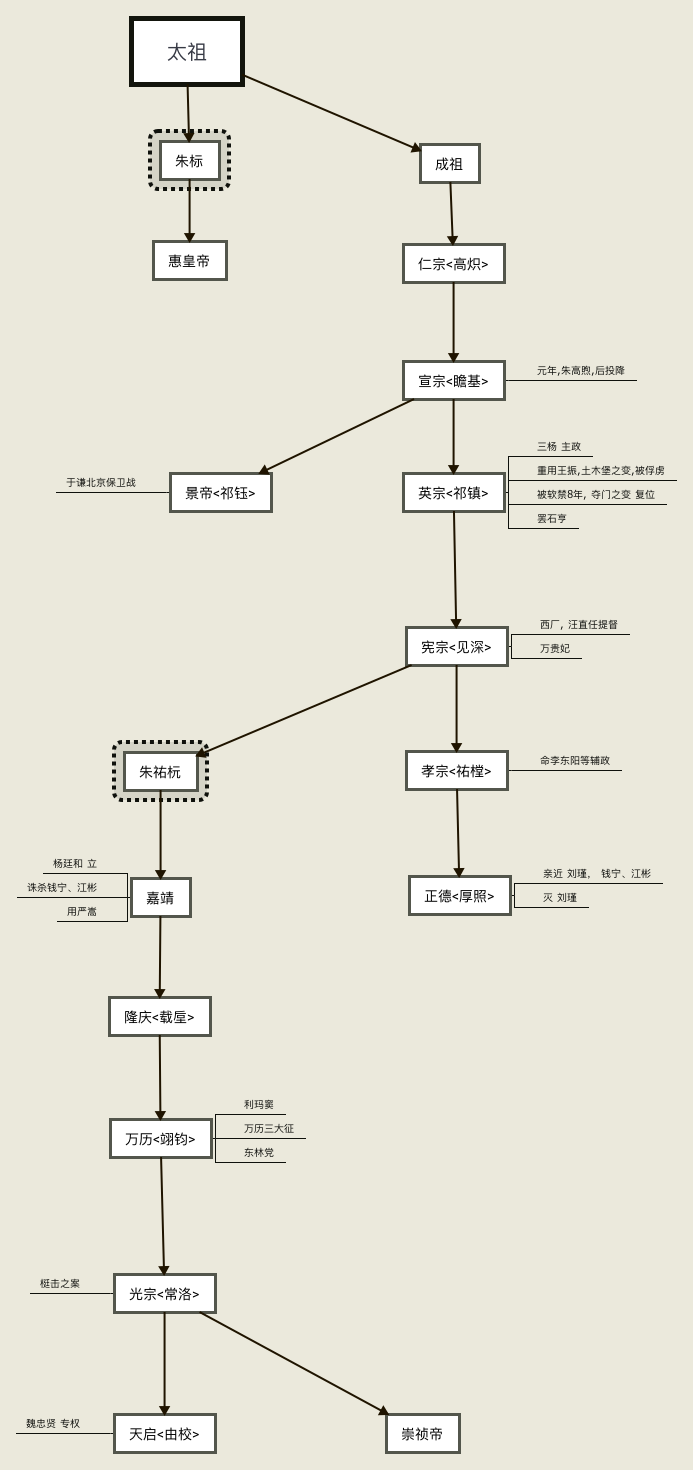 太祖
朱标
成祖
惠皇帝
仁宗<高炽>
宣宗<瞻基>
元年,朱高煦,后投降
于谦北京保卫战
景帝<祁钰>
英宗<祁镇>
三杨 主政
重用王振,土木堡之变,被俘虏
被软禁8年, 夺门之变 复位
罢石亨
宪宗<见深>
西厂, 汪直任提督
万贵妃
朱祐杬
孝宗<祐樘>
命李东阳等辅政
杨廷和 立
诛杀钱宁、江彬
用严嵩
嘉靖
正德<厚照>
亲近 刘瑾, 钱宁、江彬
灭 刘瑾
隆庆<载垕>
万历<翊钧>
利玛窦
万历三大征
东林党
梃击之案
光宗<常洛>
魏忠贤 专权
天启<由校>
崇祯帝